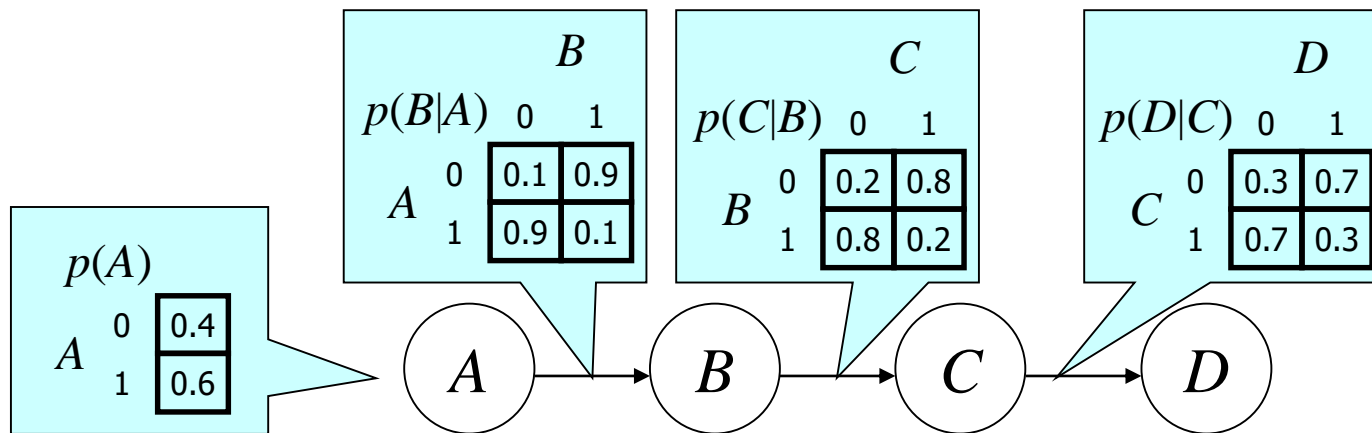 B
p(B|A) 0 1
A
0 0.1 0.9
1 0.9 0.1
C
p(C|B) 0 1
B
0 0.2 0.8
1 0.8 0.2
D
p(D|C) 0 1
C
0 0.3 0.7
1 0.7 0.3
p(A)
A
0 0.4
1 0.6
A
B
C
D